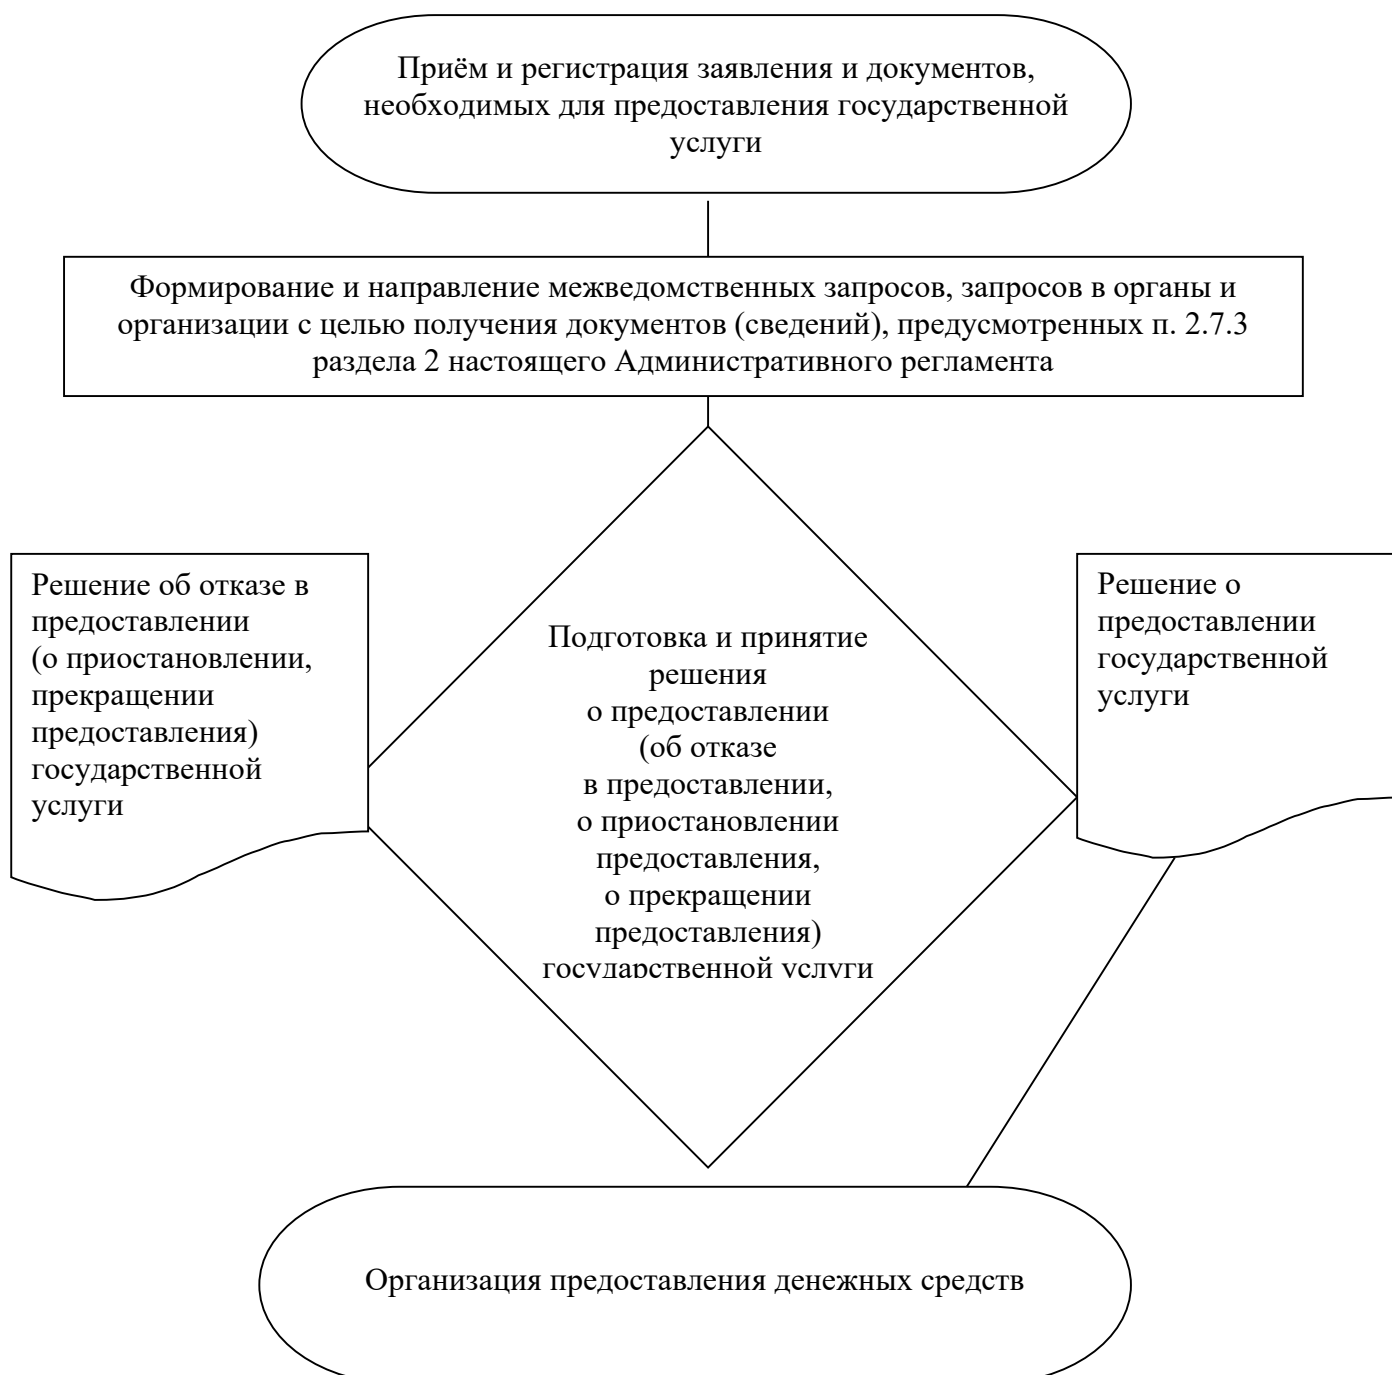 Приём и регистрация заявления и документов,
необходимых для предоставления государственной
услуги
Формирование и направление межведомственных запросов, запросов в органы и
организации с целью получения документов (сведений), предусмотренных п. 2.7.3
раздела 2 настоящего Административного регламента
Решение об отказе в
предоставлении
(о приостановлении,
прекращении
предоставления)
государственной
услуги
Подготовка и принятие
решения
о предоставлении
(об отказе
в предоставлении,
о приостановлении
предоставления,
о прекращении
предоставления)
государственной услуги
Решение о
предоставлении
государственной
услуги
Организация предоставления денежных средств